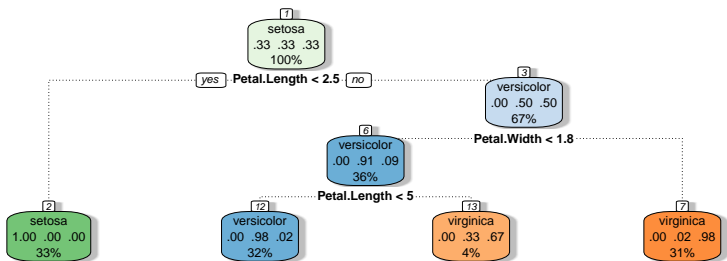 1
setosa
.33 .33 .33
100%
yes Petal.Length < 2.5 no
3
versicolor
.00 .50 .50
67%
Petal.Width < 1.8
6
versicolor
.00 .91 .09
36%
Petal.Length < 5
2
setosa
1.00 .00 .00
33%
12
versicolor
.00 .98 .02
32%
13
virginica
.00 .33 .67
4%
7
virginica
.00 .02 .98
31%